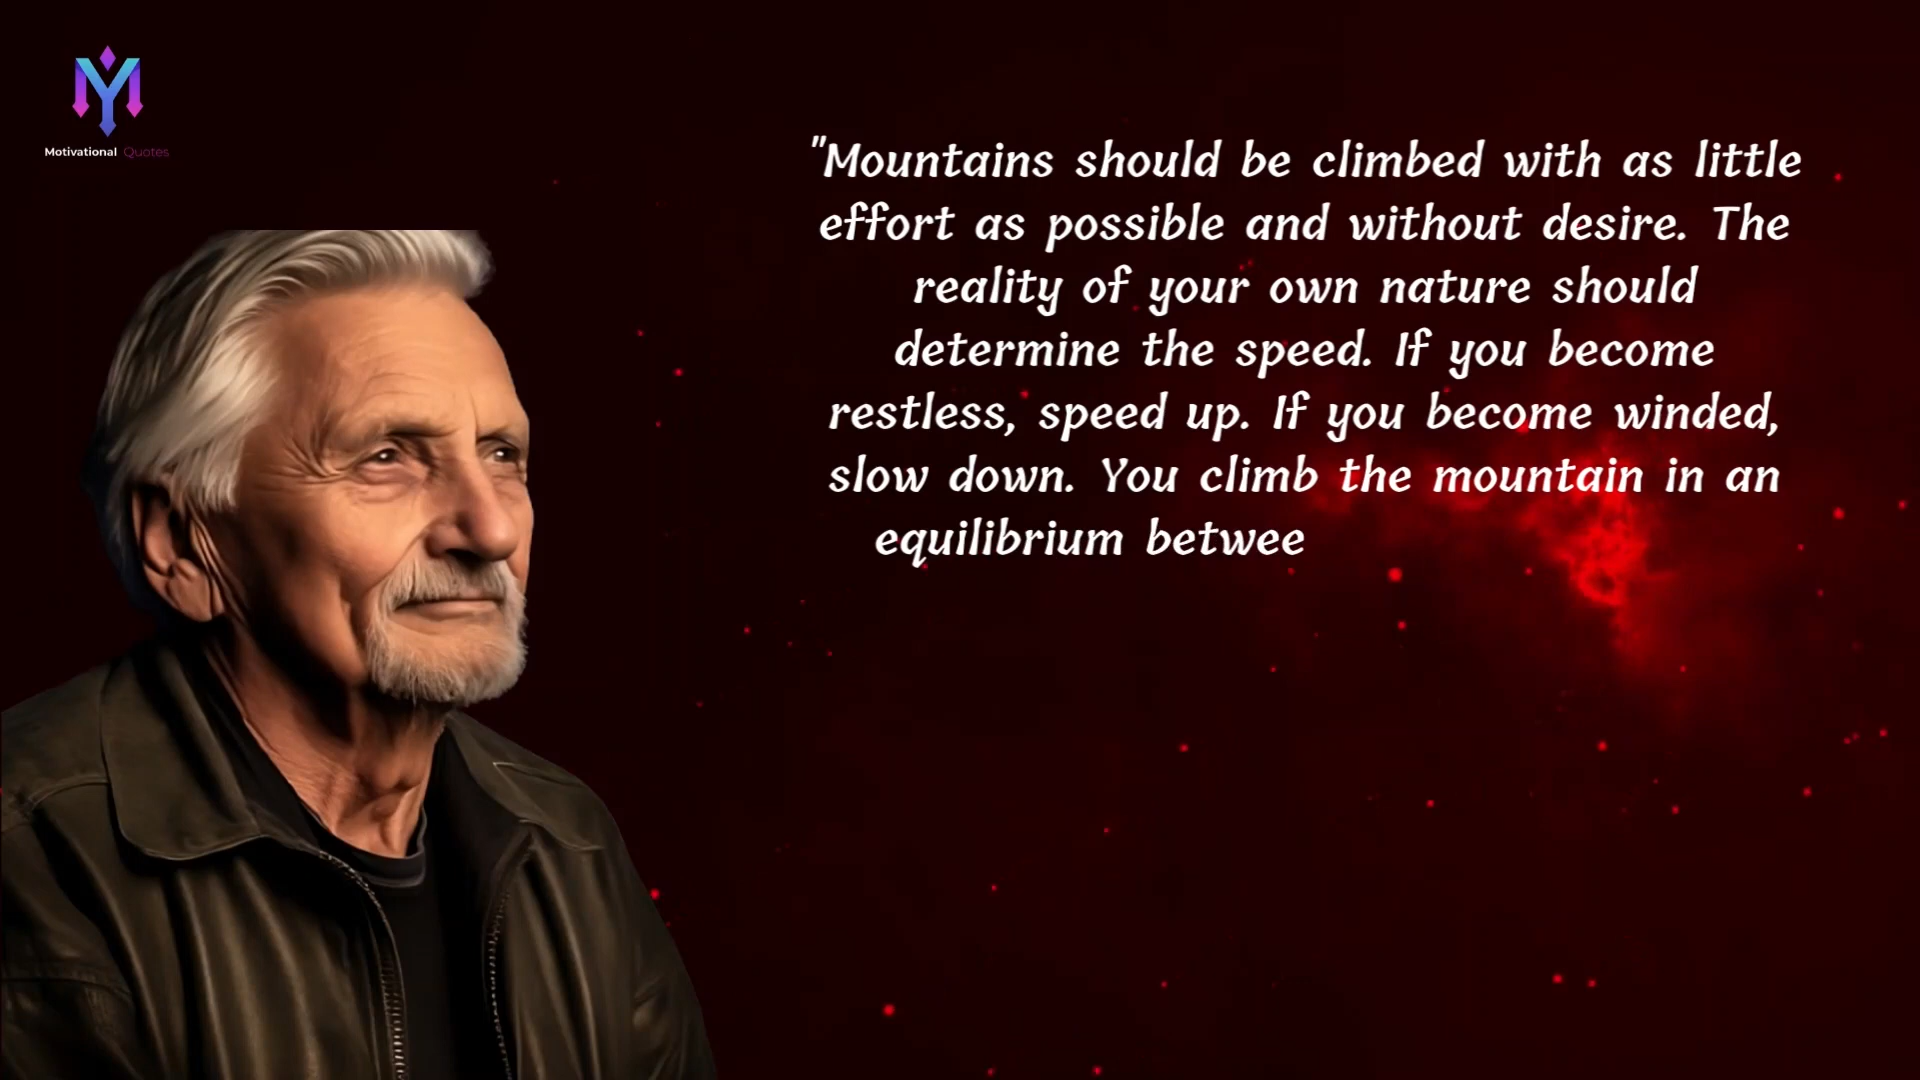 Motivational Quotes
"Mountains should be climbed with as little
effort as possible and without desire. The
reality of your own nature should
determine the speed. If you become
restless, speed up. If you become winded,
slow down. You climb the mountain in an
equilibrium betwee